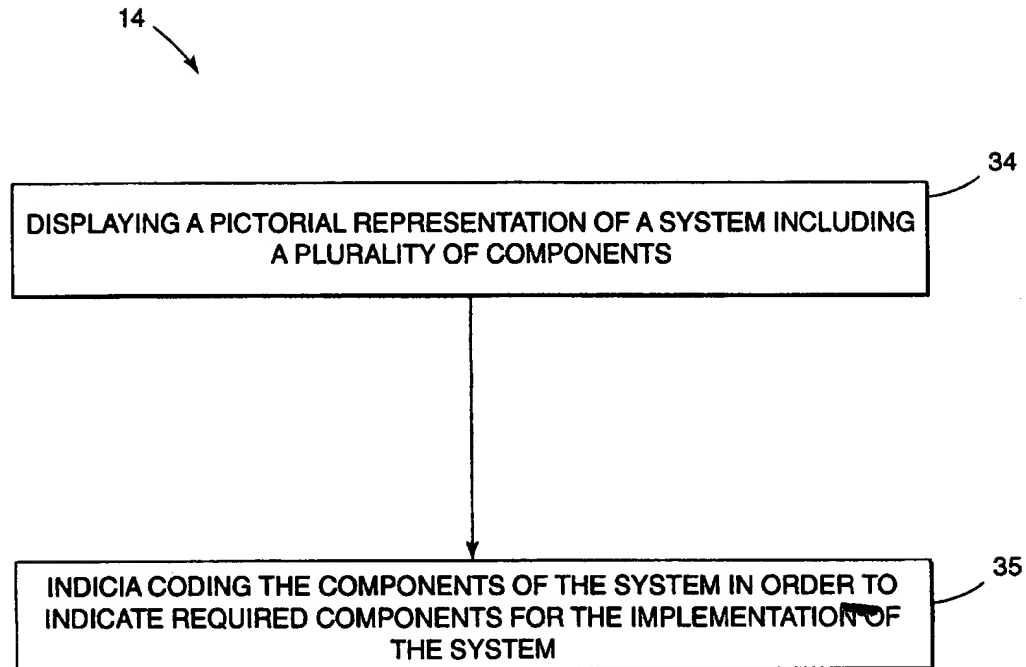 14
34
DISPLAYING A PICTORIAL REPRESENTATION OF A SYSTEM INCLUDING
A PLURALITY OF COMPONENTS
35
INDICIA CODING THE COMPONENTS OF THE SYSTEM IN ORDER TO
INDICATE REQUIRED COMPONENTS FOR THE IMPLEMENTATION OF
THE SYSTEM